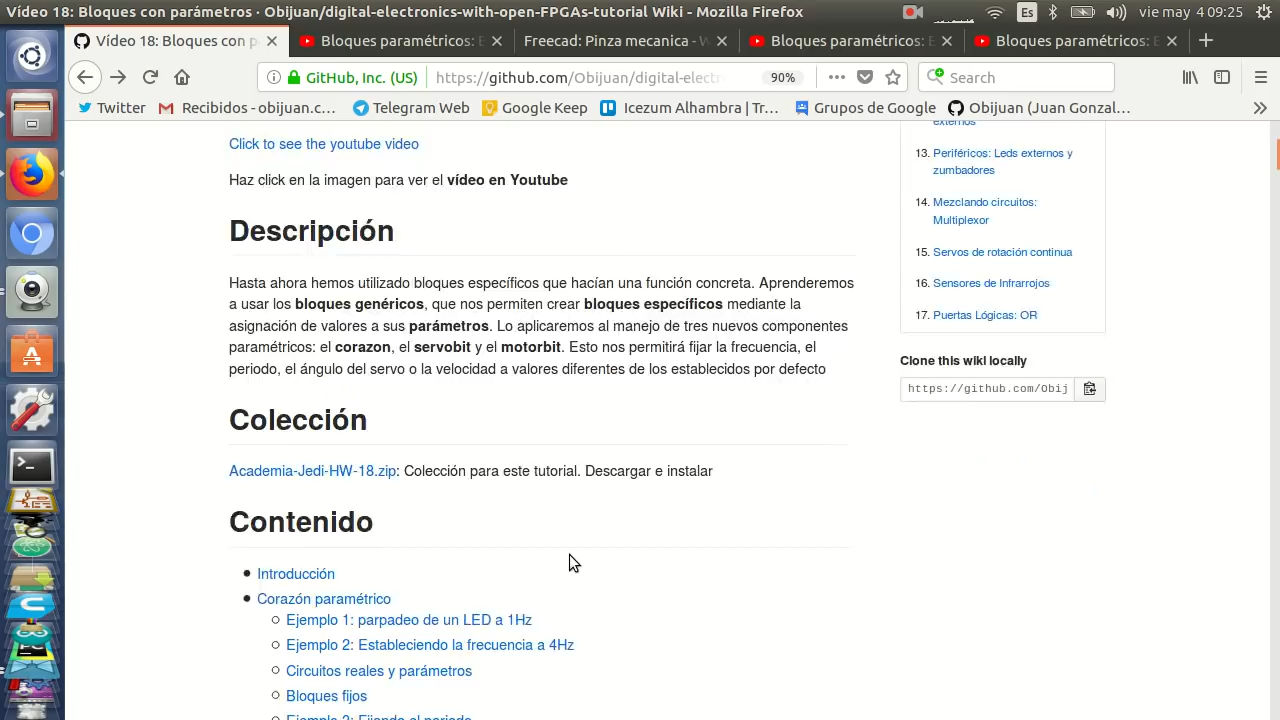 Vídeo 18: Bloques con parámetros · Obijuan/digital-electronics-with-open-FPGAs-tutorial Wiki - Mozilla Firefox
Es
vie may 4 09:25
Vídeo 18: Bloques con p
Bloques paramétricos: E
Freecad: Pinza mecanica - W
Bloques paramétricos: E
Bloques paramétricos: E
GitHub, Inc. (US)
https://github.com/Obijuan/digital-elect
90%
Search
Twitter
Recibidos - obijuan.c...
Telegram Web
Google Keep
Icezum Alhambra | Tr...
Grupos de Google
Obijuan (Juan Gonzal...
Click to see the youtube video
Haz click en la imagen para ver el vídeo en Youtube
Descripción
Hasta ahora hemos utilizado bloques específicos que hacían una función concreta. Aprenderemos
a usar los bloques genéricos, que nos permiten crear bloques específicos mediante la
asignación de valores a sus parámetros. Lo aplicaremos al manejo de tres nuevos componentes
paramétricos: el corazon, el servobit y el motorbit. Esto nos permitirá fijar la frecuencia, el
periodo, el ángulo del servo o la velocidad a valores diferentes de los establecidos por defecto
Colección
Academia-Jedi-HW-18.zip: Colección para este tutorial. Descargar e instalar
Contenido
Introducción
Corazón paramétrico
Ejemplo 1: parpadeo de un LED a 1Hz
Ejemplo 2: Estableciendo la frecuencia a 4Hz
Circuitos reales y parámetros
Bloques fijos
Ejemplo 3: Fijando el periodo
externos
13. Periféricos: Leds externos y
zumbadores
14. Mezclando circuitos:
Multiplexor
15. Servos de rotación continua
16. Sensores de Infrarrojos
17. Puertas Lógicas: OR
Clone this wiki locally
https://github.com/Obij